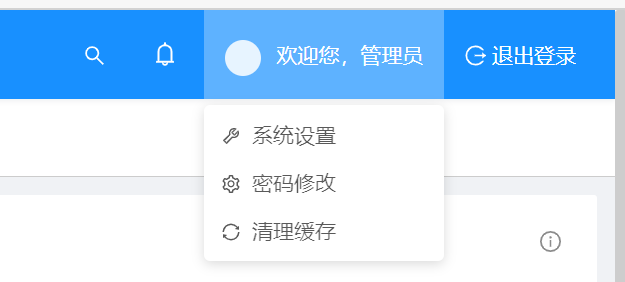 欢迎您，管理员 退出登录
系统设置
密码修改
清理缓存